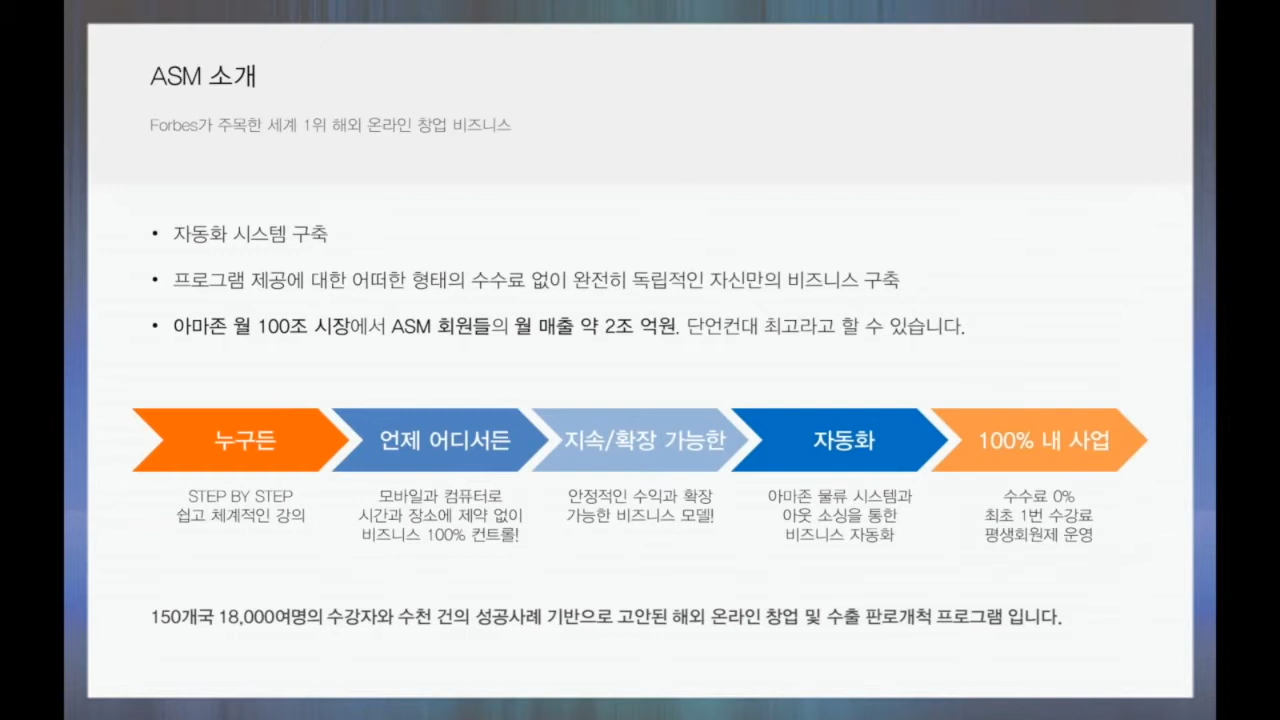 ASM 소개
Forbes가 주목한 세계 1위 해외 온라인 창업 비즈니스
• 자동화 시스템 구축
• 프로그램 제공에 대한 어떠한 형태의 수수료 없이 완전히 독립적인 자신만의 비즈니스 구축
• 아마존 월 100조 시장에서 ASM 회원들의 월 매출 약 2조 억원. 단언컨대 최고라고 할 수 있습니다.
누구든
언제 어디서든
지속/확장 가능한
자동화
100% 내 사업
STEP BY STEP
쉽고 체계적인 강의
모바일과 컴퓨터로
시간과 장소에 제약 없이
비즈니스 100% 컨트롤!
안정적인 수익과 확장
가능한 비즈니스 모델!
아마존 물류 시스템과
아웃 소싱을 통한
비즈니스 자동화
수수료 0%
최초 1번 수강료
평생회원제 운영
150개국 18,000여명의 수강자와 수천 건의 성공사례 기반으로 고안된 해외 온라인 창업 및 수출 판로개척 프로그램 입니다.